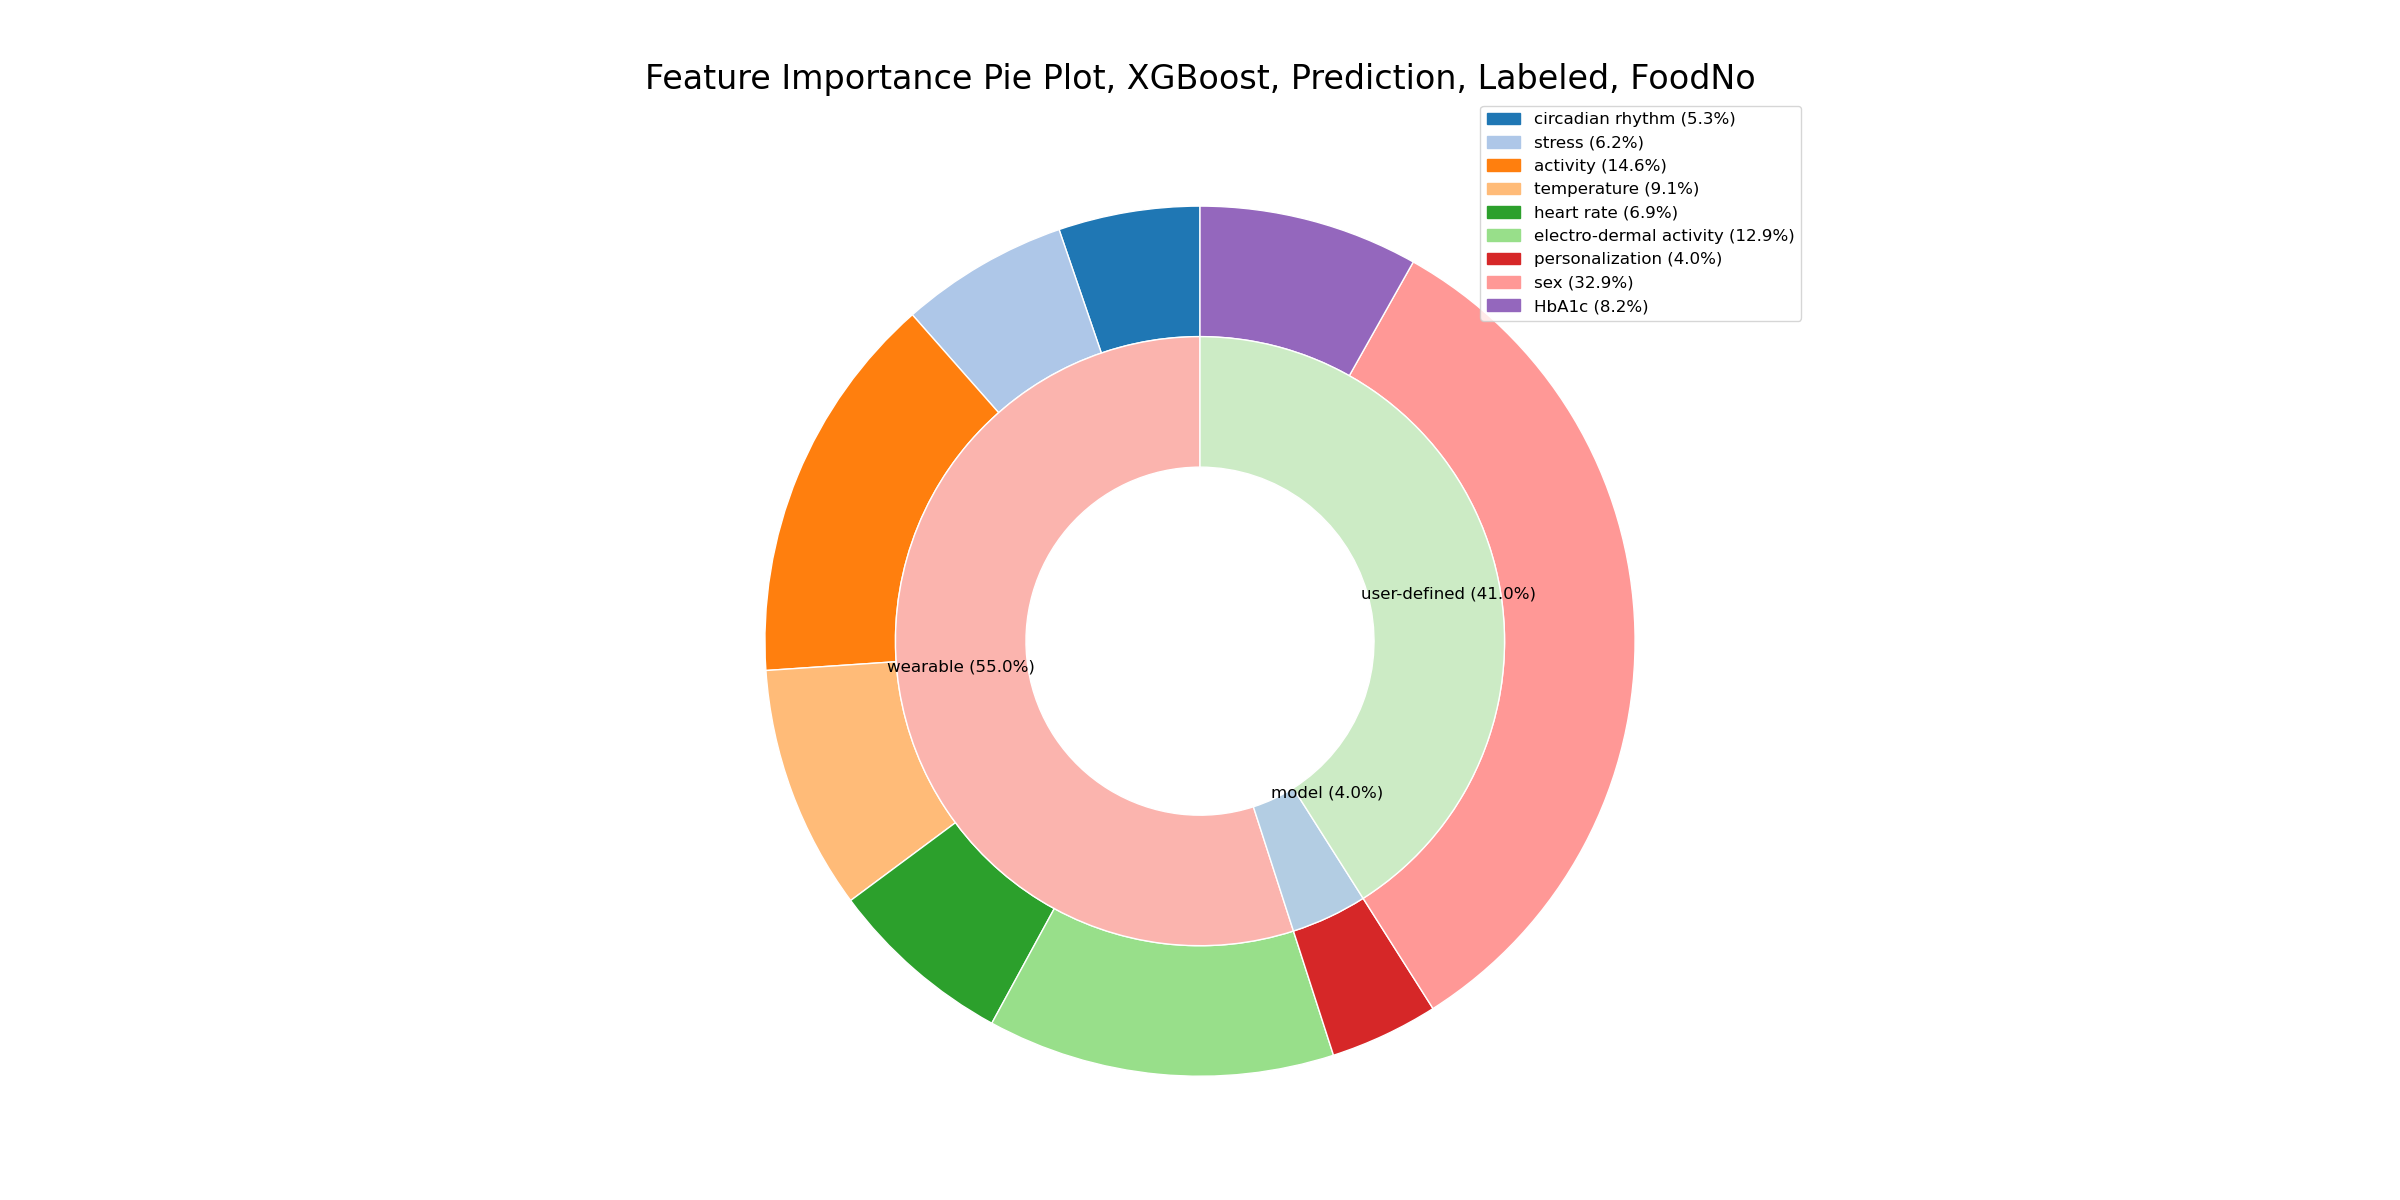 Feature Importance Pie Plot, XGBoost, Prediction, Labeled, FoodNo
circadian rhythm (5.3%)
stress (6.2%)
activity (14.6%)
temperature (9.1%)
heart rate (6.9%)
electro-dermal activity (12.9%)
personalization (4.0%)
sex (32.9%)
HbA1c (8.2%)
user-defined (41.0%)
wearable (55.0%)
model (4.0%)